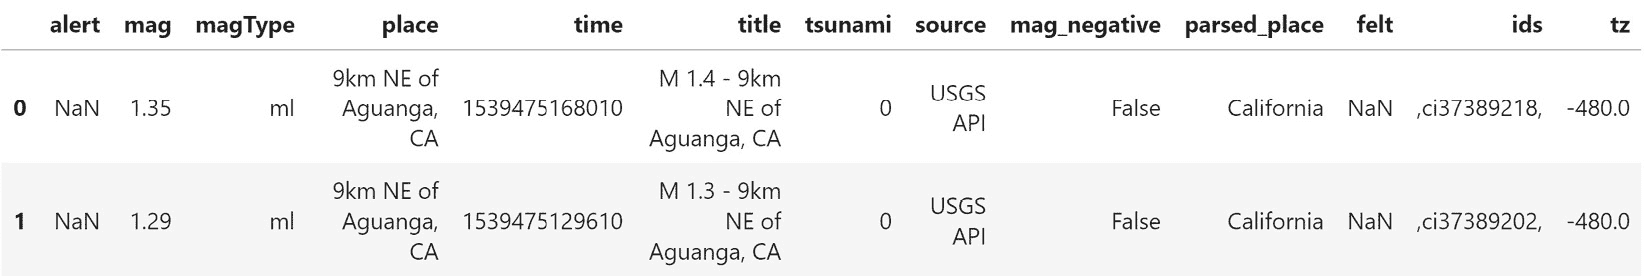 alert mag magType place time title tsunami source mag_negative parsed_place felt ids tz
9km NE of M 1.4 - 9km
USGS
0 NaN 1.35 ml Aguanga, 1539475168010 NE of 0 False California NaN ,ci37389218, -480.0
API
CA Aguanga, CA
9km NE of M 1.3 - 9km
USGS
1 NaN 1.29 ml Aguanga, 1539475129610 NE of 0 False California NaN ,ci37389202, -480.0
API
CA Aguanga, CA